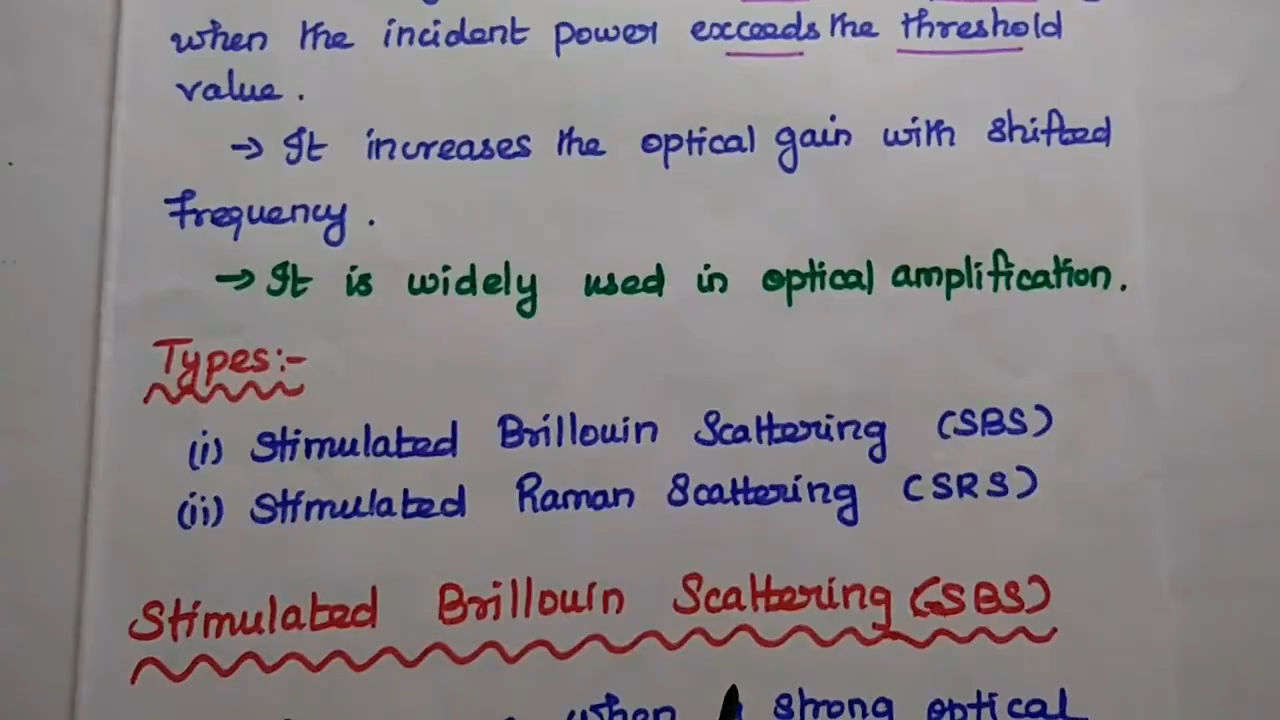 when the incident power exceeds the threshold
value.
→ It increases the optical gain with shifted
frequency.
→ It is widely used in optical amplification.
Types:-
(i) Stimulated Brillouin Scattering (SBS)
(ii) Stimulated Raman Scattering (SRS)
Stimulated Brillouin Scattering (SBS)
when strong optical